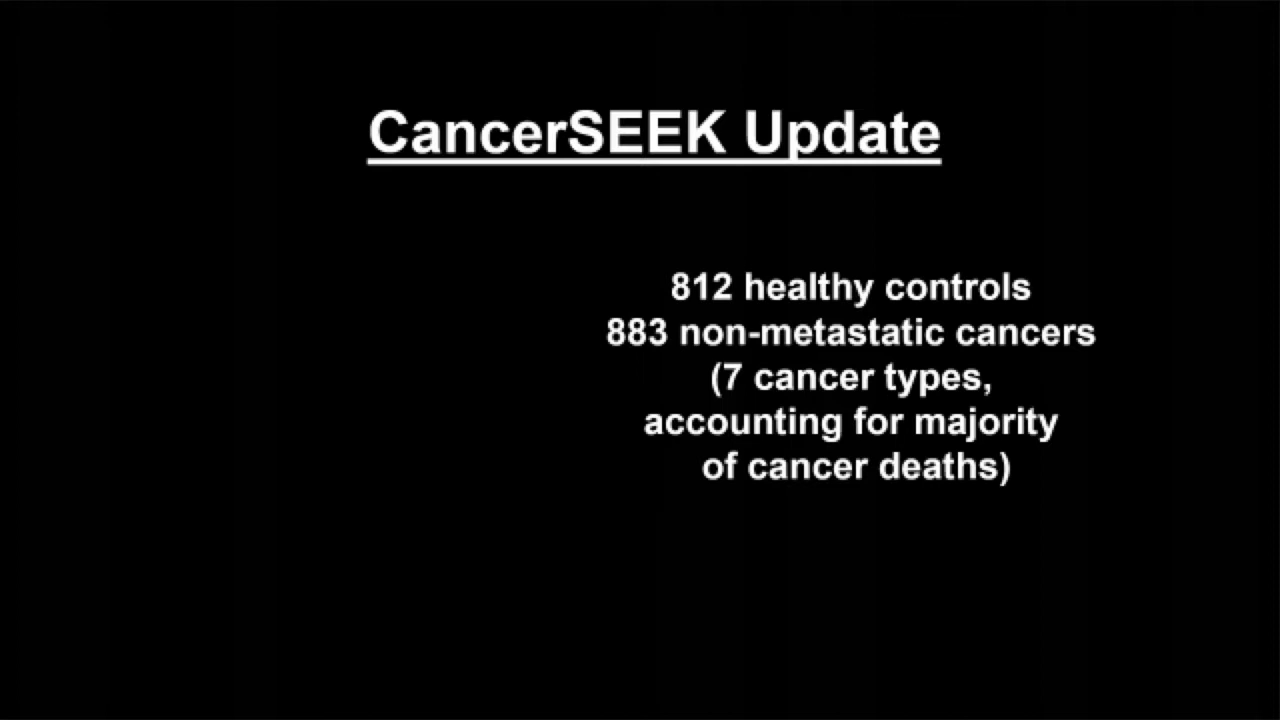 CancerSEEK Update
812 healthy controls
883 non-metastatic cancers
(7 cancer types,
accounting for majority
of cancer deaths)